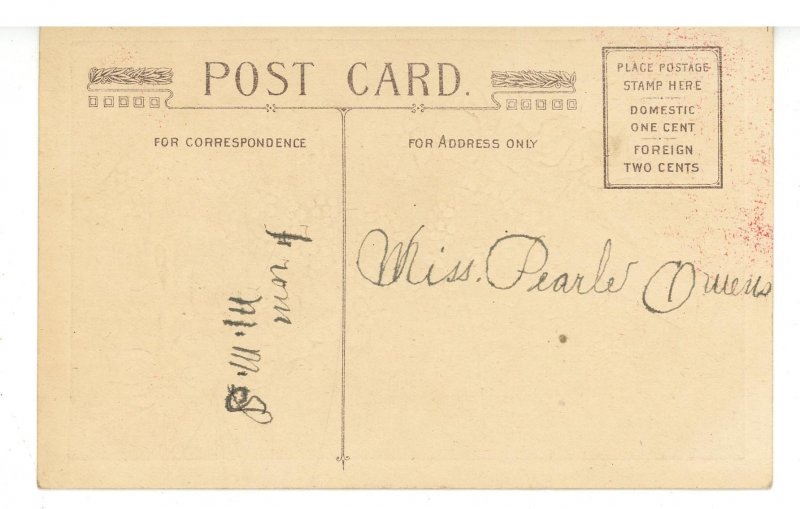 POST CARD.
FOR CORRESPONDENCE
FOR ADDRESS ONLY
PLACE POSTAGE
STAMP HERE
DOMESTIC
ONE CENT
FOREIGN
TWO CENTS
Miss. Pearle Owens
from